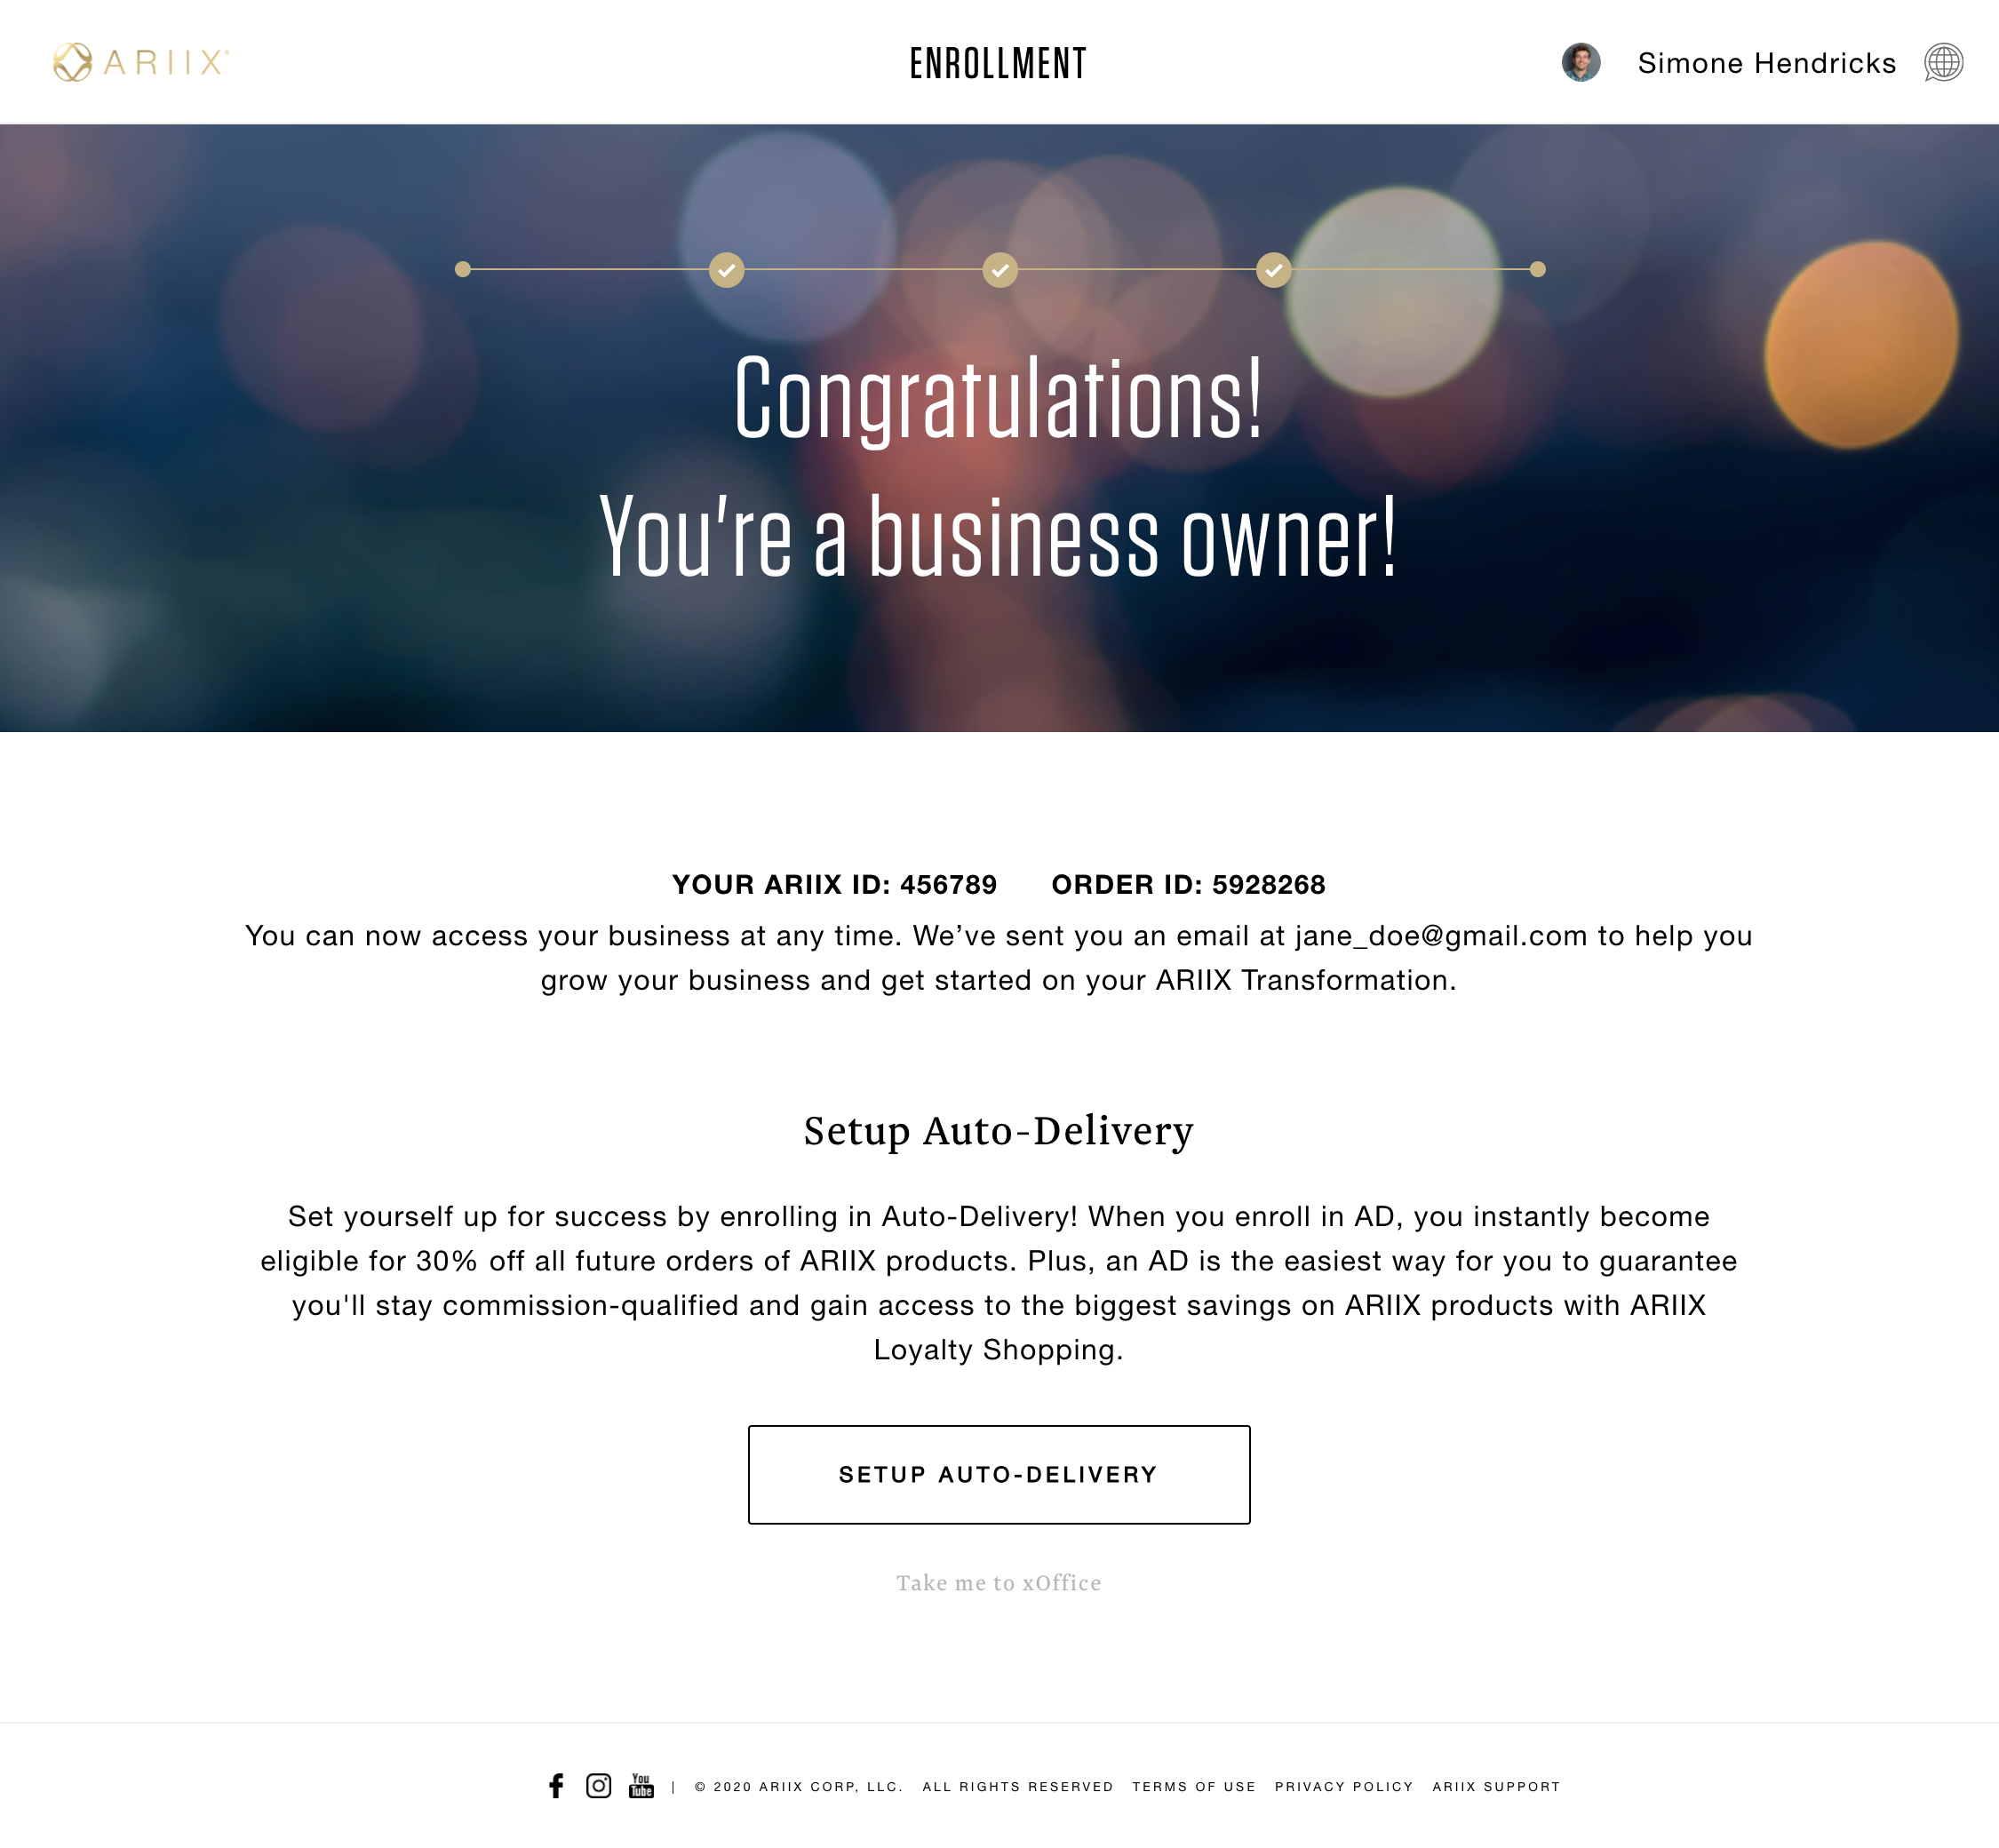 ARIIX®
ENROLLMENT
Simone Hendricks
Congratulations!
You're a business owner!
YOUR ARIIX ID: 456789 ORDER ID: 5928268
You can now access your business at any time. We’ve sent you an email at jane_doe@gmail.com to help you
grow your business and get started on your ARIIX Transformation.
Setup Auto-Delivery
Set yourself up for success by enrolling in Auto-Delivery! When you enroll in AD, you instantly become
eligible for 30% off all future orders of ARIIX products. Plus, an AD is the easiest way for you to guarantee
you'll stay commission-qualified and gain access to the biggest savings on ARIIX products with ARIIX
Loyalty Shopping.
SETUP AUTO-DELIVERY
Take me to xOffice
You Tube | © 2020 ARIIX CORP, LLC. ALL RIGHTS RESERVED TERMS OF USE PRIVACY POLICY ARIIX SUPPORT